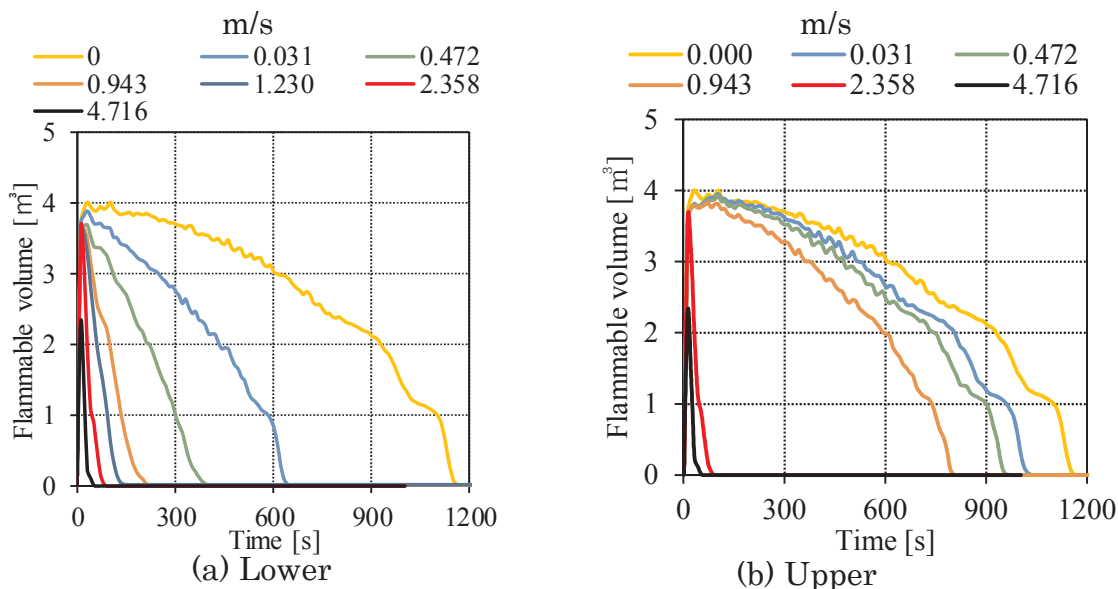 m/s
0 0.031 0.472
0.943 1.230 2.358
4.716
Flammable volume [m³]
5
4
3
2
1
0
0 300 600 900 1200
Time [s]
(a) Lower
m/s
0.000 0.031 0.472
0.943 2.358 4.716
Flammable volume [m³]
5
4
3
2
1
0
0 300 600 900 1200
Time [s]
(b) Upper